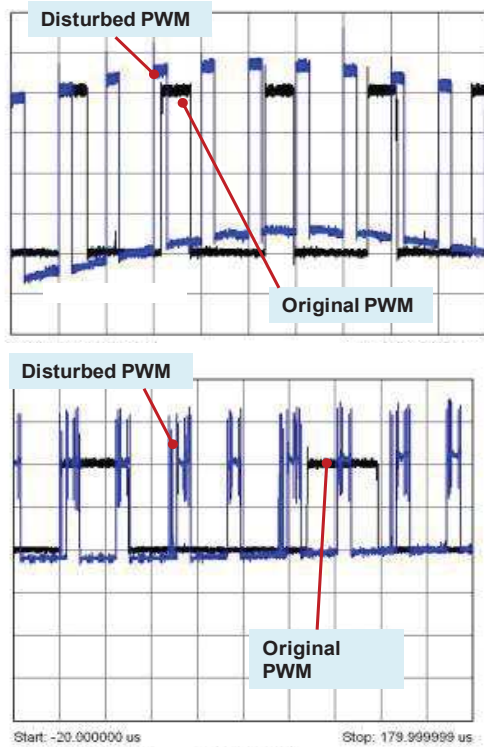 Disturbed PWM
Original PWM
Disturbed PWM
Original
PWM
Start: -20.000000 us
Stop: 179.999999 us